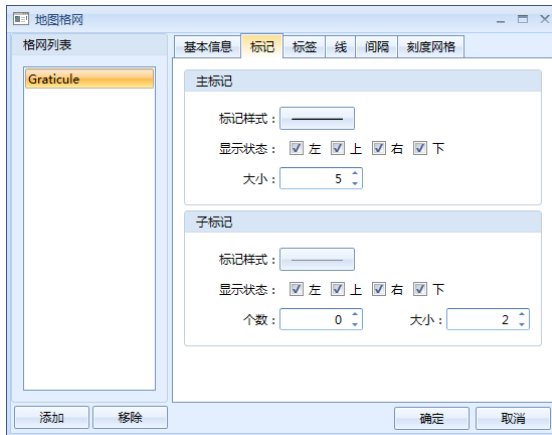 地图格网
格网列表
基本信息 标记 标签 线 间隔 刻度网格
Graticule
主标记
标记样式：
显示状态： 左 上 右 下
大小： 5
子标记
标记样式：
显示状态： 左 上 右 下
个数： 0 大小： 2
添加 移除 确定 取消